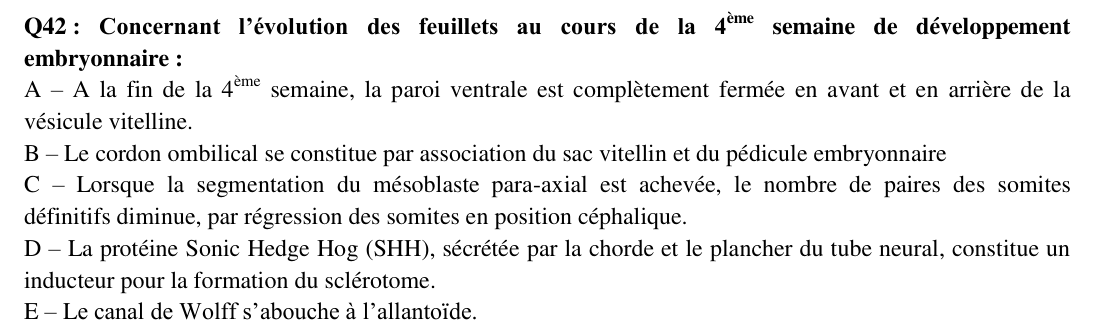 Q42 : Concernant l’évolution des feuillets au cours de la 4ème semaine de développement
embryonnaire :
A – A la fin de la 4ème semaine, la paroi ventrale est complètement fermée en avant et en arrière de la
vésicule vitelline.
B – Le cordon ombilical se constitue par association du sac vitellin et du pédicule embryonnaire
C – Lorsque la segmentation du mésoblaste para-axial est achevée, le nombre de paires des somites
définitifs diminue, par régression des somites en position céphalique.
D – La protéine Sonic Hedge Hog (SHH), sécrétée par la chorde et le plancher du tube neural, constitue un
inducteur pour la formation du sclérotome.
E – Le canal de Wolff s’abouche à l’allantoïde.